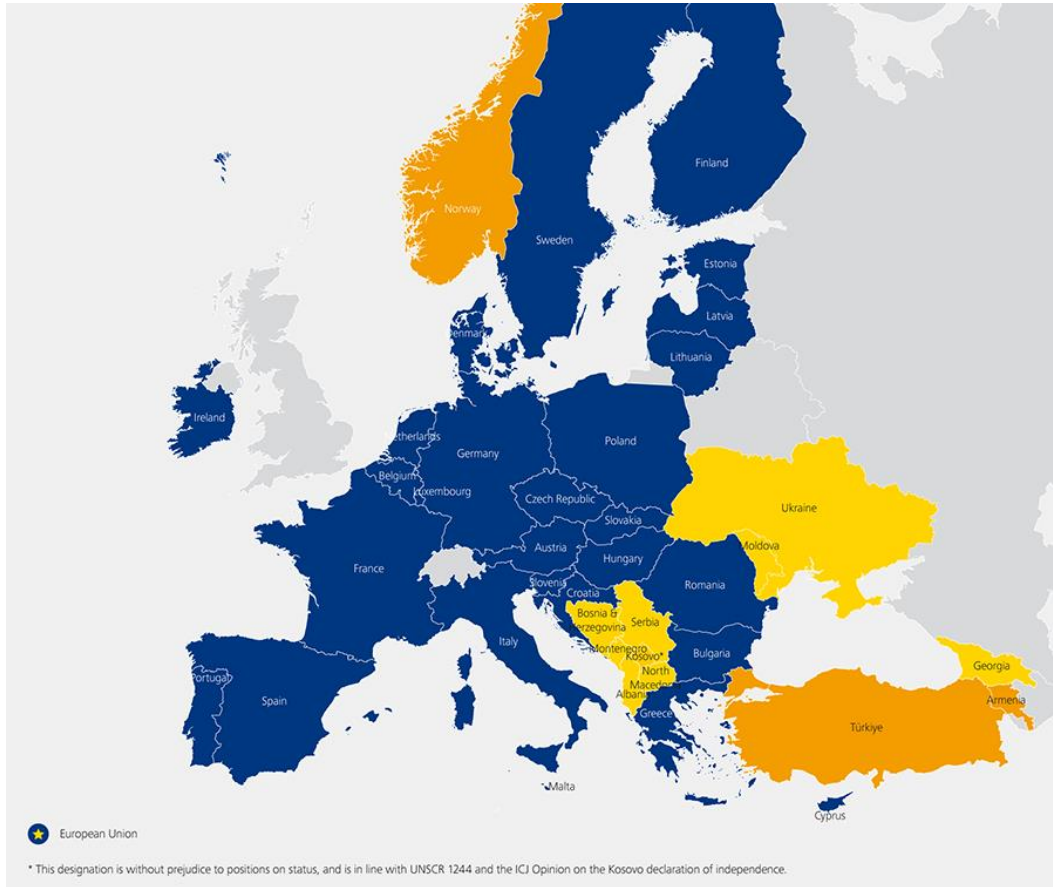 Finland
Norway
Sweden
Estonia
Latvia
Denmark
Lithuania
Ireland
Netherlands
Poland
Germany
Belgium
Luxembourg
Czech Republic
Ukraine
Slovakia
Austria
Moldova
Hungary
France
Slovenia
Romania
Croatia
Bosnia &
Herzegovina
Serbia
Italy
Montenegro
Kosovo*
Bulgaria
Georgia
North
Macedonia
Portugal
Albania
Spain
Armenia
Greece
Türkiye
Malta
Cyprus
European Union
* This designation is without prejudice to positions on status, and is in line with UNSCR 1244 and the ICJ Opinion on the Kosovo declaration of independence.